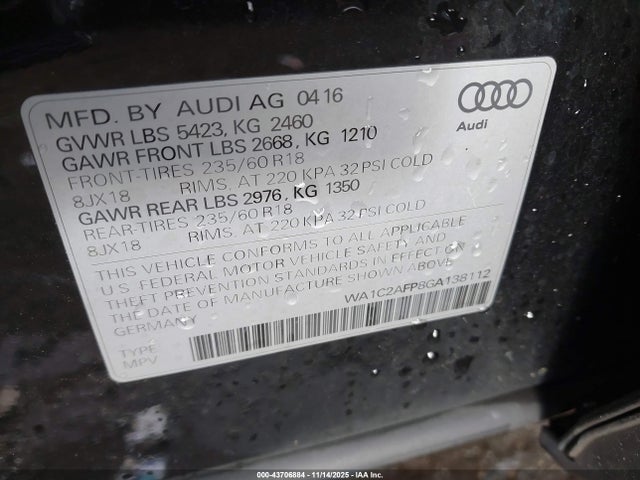 MFD. BY AUDI AG 04 16
GVWR LBS 5423, KG 2460
GAWR FRONT LBS 2668, KG 1210
FRONT-TIRES 235/60 R18
8JX18 RIMS, AT 220 KPA 32 PSI COLD
GAWR REAR LBS 2976, KG 1350
REAR-TIRES 235/60 R18
8JX18 RIMS, AT 220 KPA 32 PSI COLD
THIS VEHICLE CONFORMS TO ALL APPLICABLE
U.S. FEDERAL MOTOR VEHICLE SAFETY AND
THEFT PREVENTION STANDARDS IN EFFECT ON
THE DATE OF MANUFACTURE SHOWN ABOVE
GERMANY WA1C2AFP8GA138112
TYPE
MPV
Audi
000-43706884 - 11/14/2025 - IAA Inc.